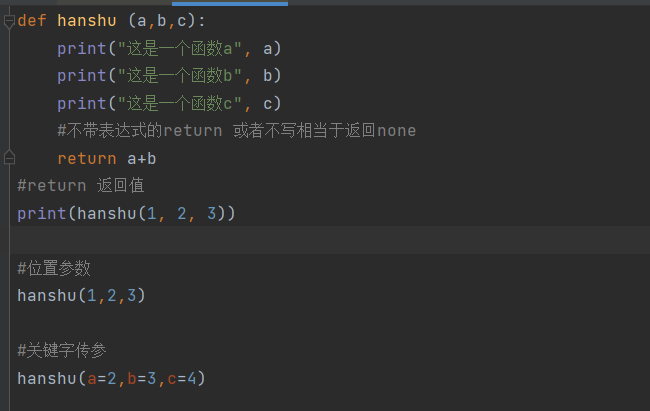 def hanshu (a,b,c):
    print("这是一个函数a", a)
    print("这是一个函数b", b)
    print("这是一个函数c", c)
    #不带表达式的return 或者不写相当于返回none
    return a+b
#return 返回值
print(hanshu(1, 2, 3))
#位置参数
hanshu(1,2,3)
#关键字传参
hanshu(a=2,b=3,c=4)